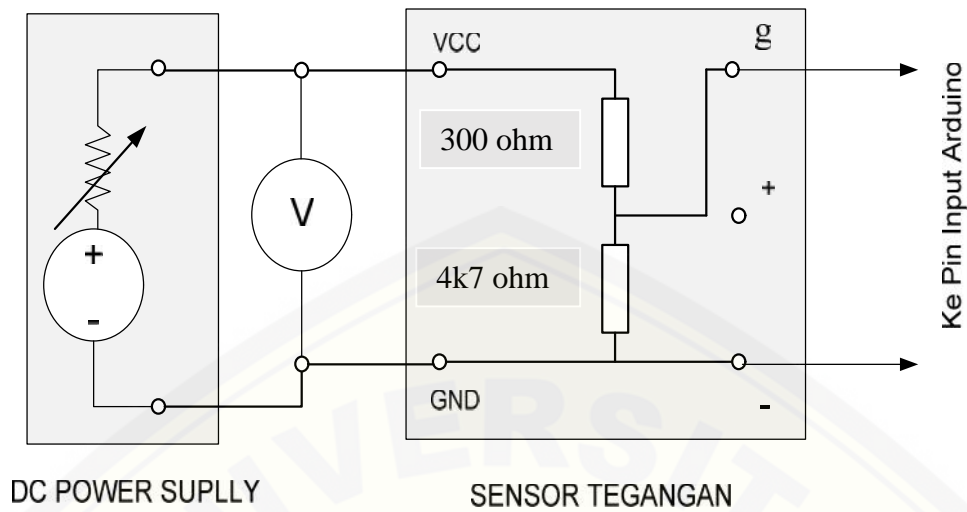 VCC
g
300 ohm
V
+
+
-
4k7 ohm
GND
-
Ke Pin Input Arduino
DC POWER SUPLLY
SENSOR TEGANGAN